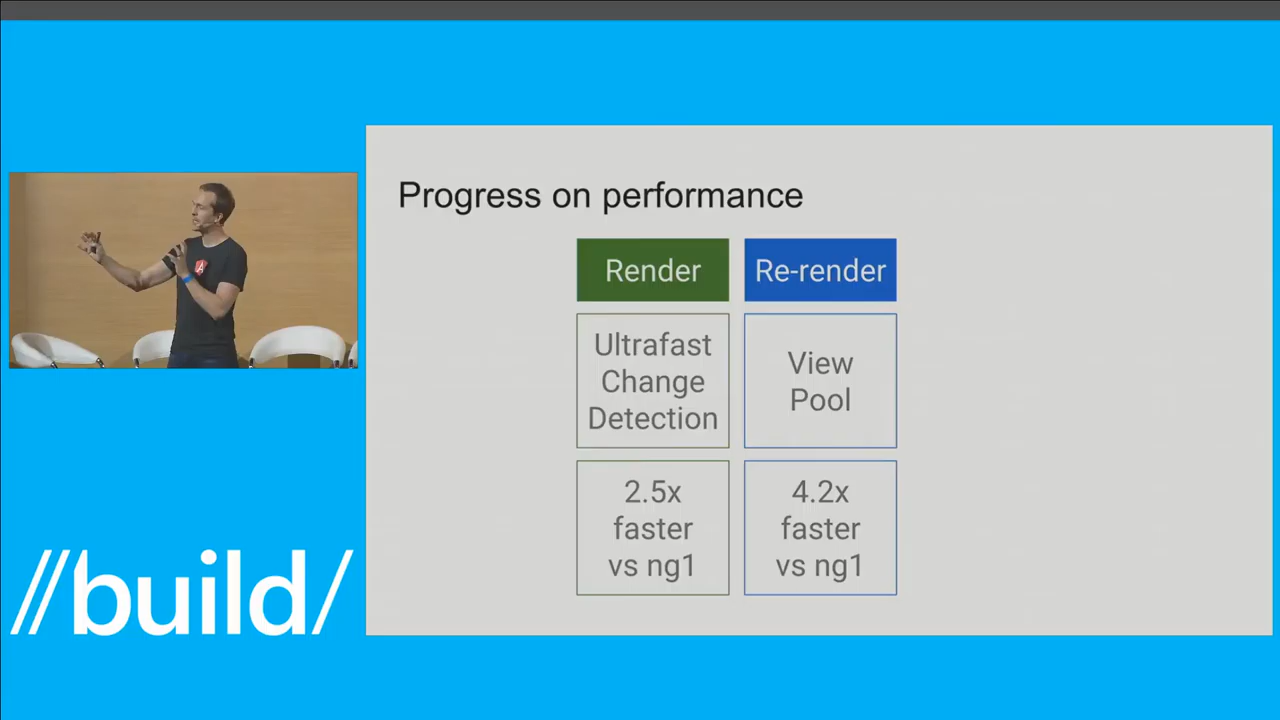 Progress on performance
Render
Re-render
Ultrafast
Change
Detection
View
Pool
2.5x
faster
vs ng1
4.2x
faster
vs ng1
//build/